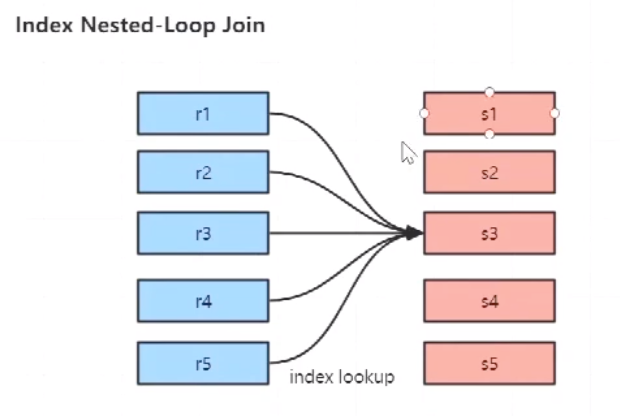 Index Nested-Loop Join
r1
s1
r2
s2
r3
s3
r4
s4
r5
s5
index lookup